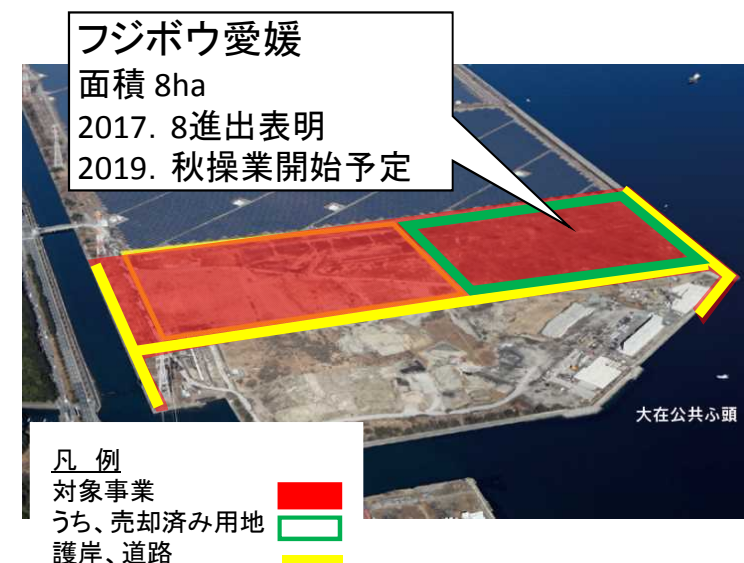 フジボウ愛媛
面積 8ha
2017. 8進出表明
2019. 秋操業開始予定
大在公共ふ頭
凡 例
対象事業
うち、売却済み用地
護岸、道路